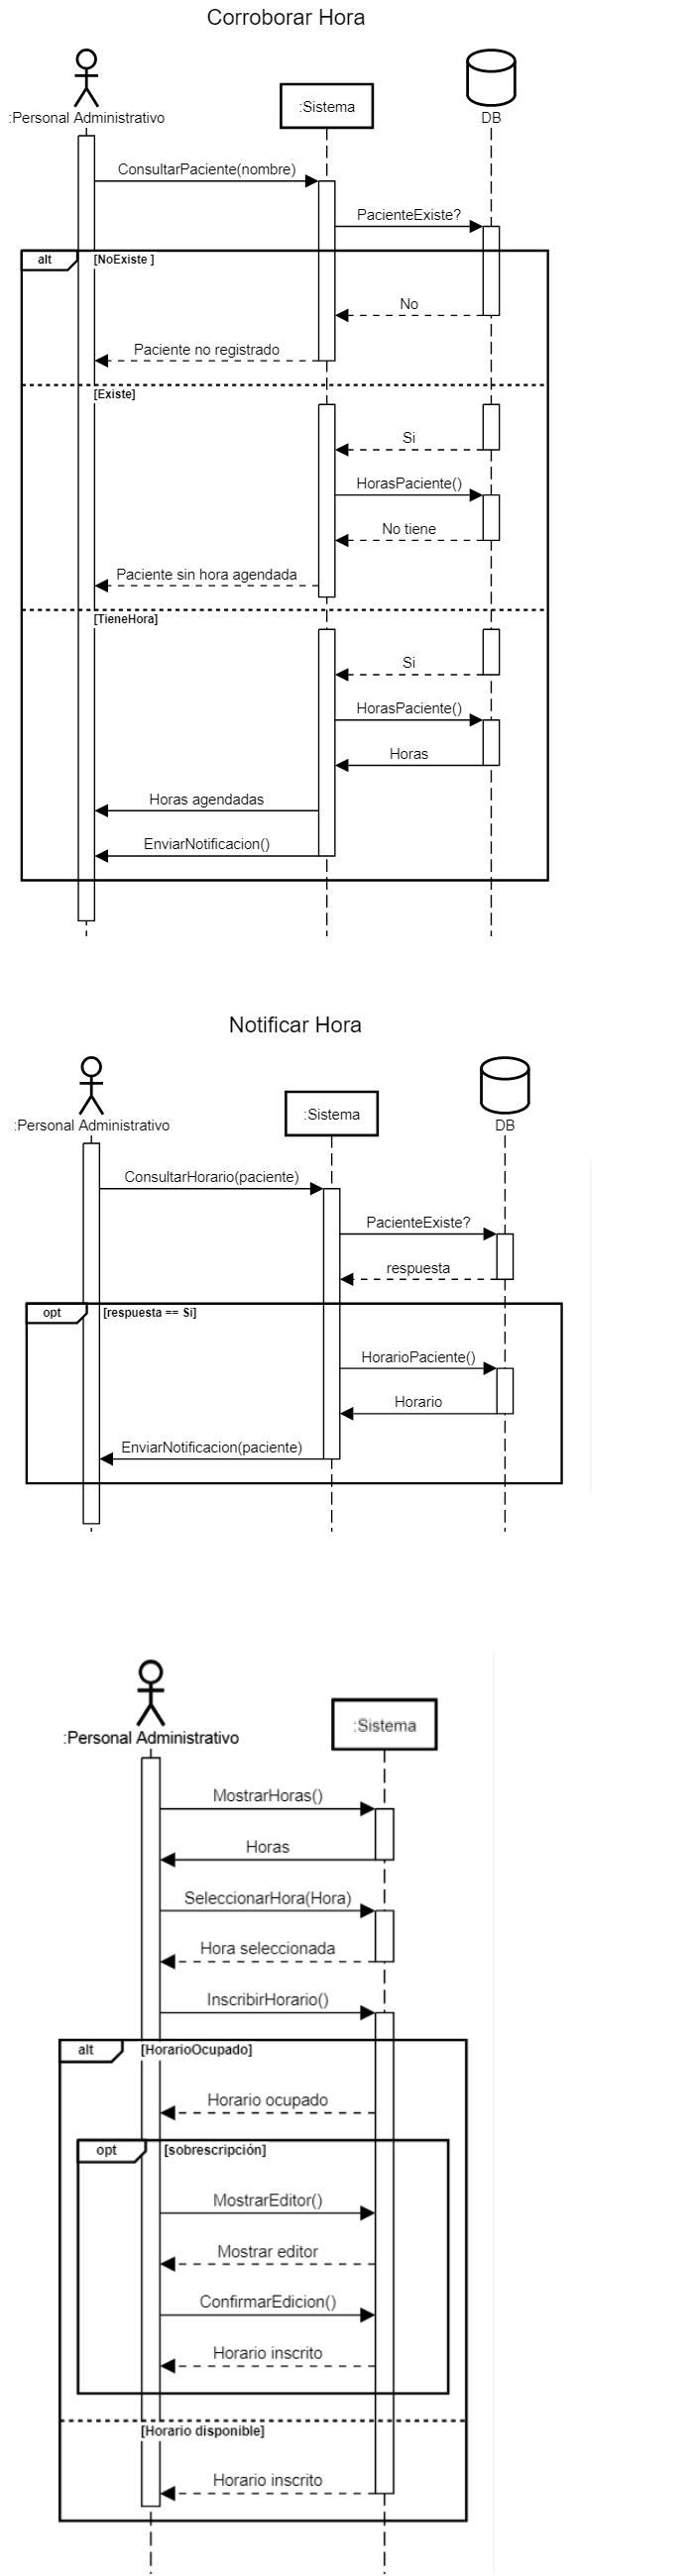 Corroborar Hora
:Personal Administrativo
:Sistema
DB
ConsultarPaciente(nombre)
PacienteExiste?
alt
[NoExiste ]
No
Paciente no registrado
[Existe]
Si
HorasPaciente()
No tiene
Paciente sin hora agendada
[TieneHora]
Si
HorasPaciente()
Horas
Horas agendadas
EnviarNotificacion()
Notificar Hora
:Personal Administrativo
:Sistema
DB
ConsultarHorario(paciente)
PacienteExiste?
respuesta
opt
[respuesta == Si]
HorarioPaciente()
Horario
EnviarNotificacion(paciente)
:Personal Administrativo
:Sistema
MostrarHoras()
Horas
SeleccionarHora(Hora)
Hora seleccionada
InscribirHorario()
alt
[HorarioOcupado]
Horario ocupado
opt
[sobrescripción]
MostrarEditor()
Mostrar editor
ConfirmarEdicion()
Horario inscrito
[Horario disponible]
Horario inscrito